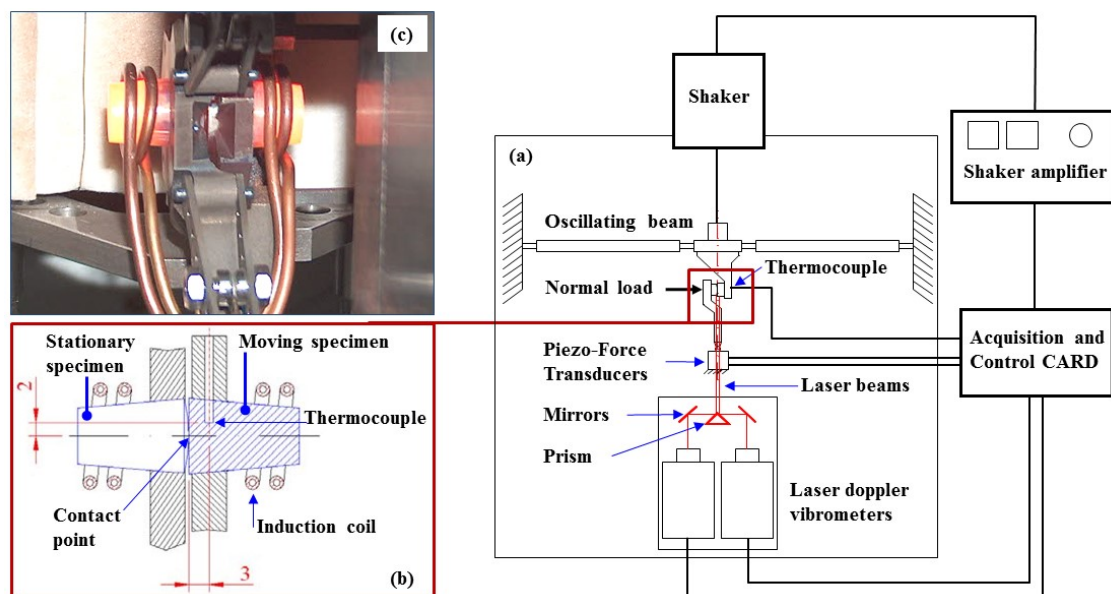 (c)
Shaker
(a)
Shaker amplifier
Oscillating beam
Thermocouple
Normal load
Acquisition and
Control CARD
Piezo-Force
Transducers
Laser beams
Mirrors
Prism
Laser doppler
vibrometers
Stationary
specimen
Moving specimen
2
Thermocouple
Contact
point
Induction coil
3
(b)